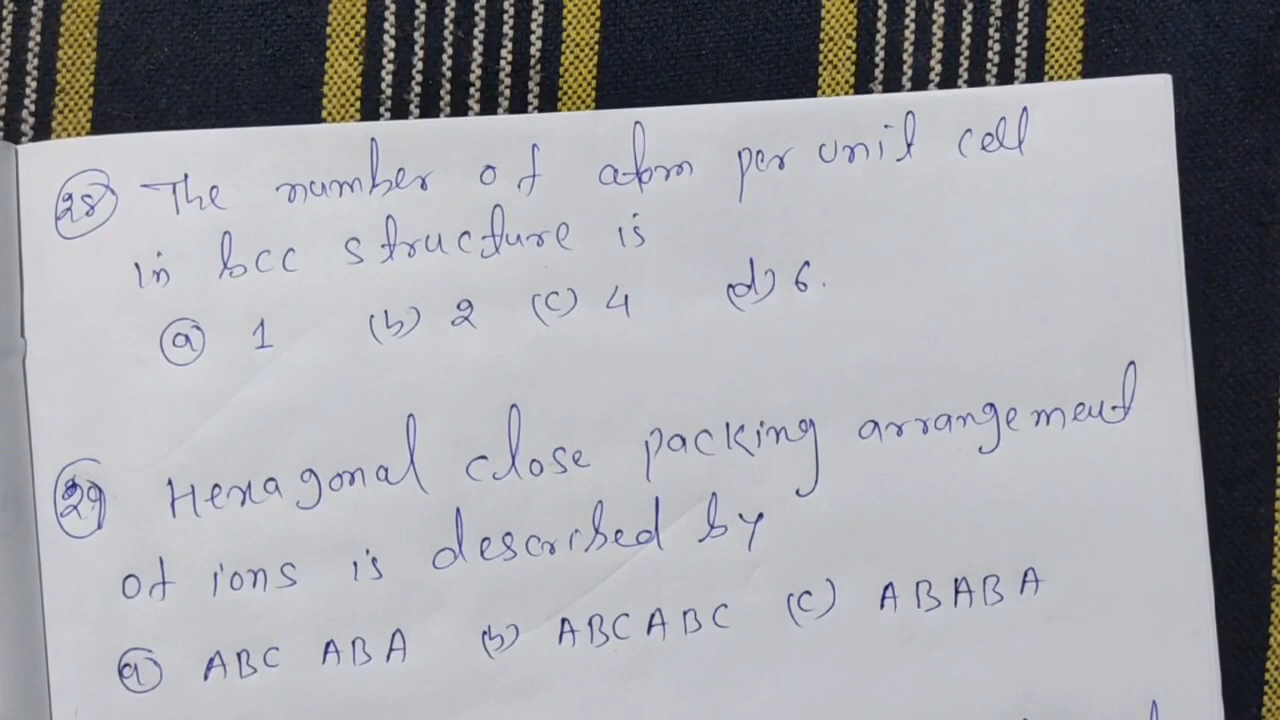 28 The number of atom per unit cell
in bcc structure is
(a) 1 (b) 2 (c) 4 (d) 6.
29 Hexagonal close packing arrangement
of ions is described by
(a) ABC ABA (b) ABCABC (c) ABABA